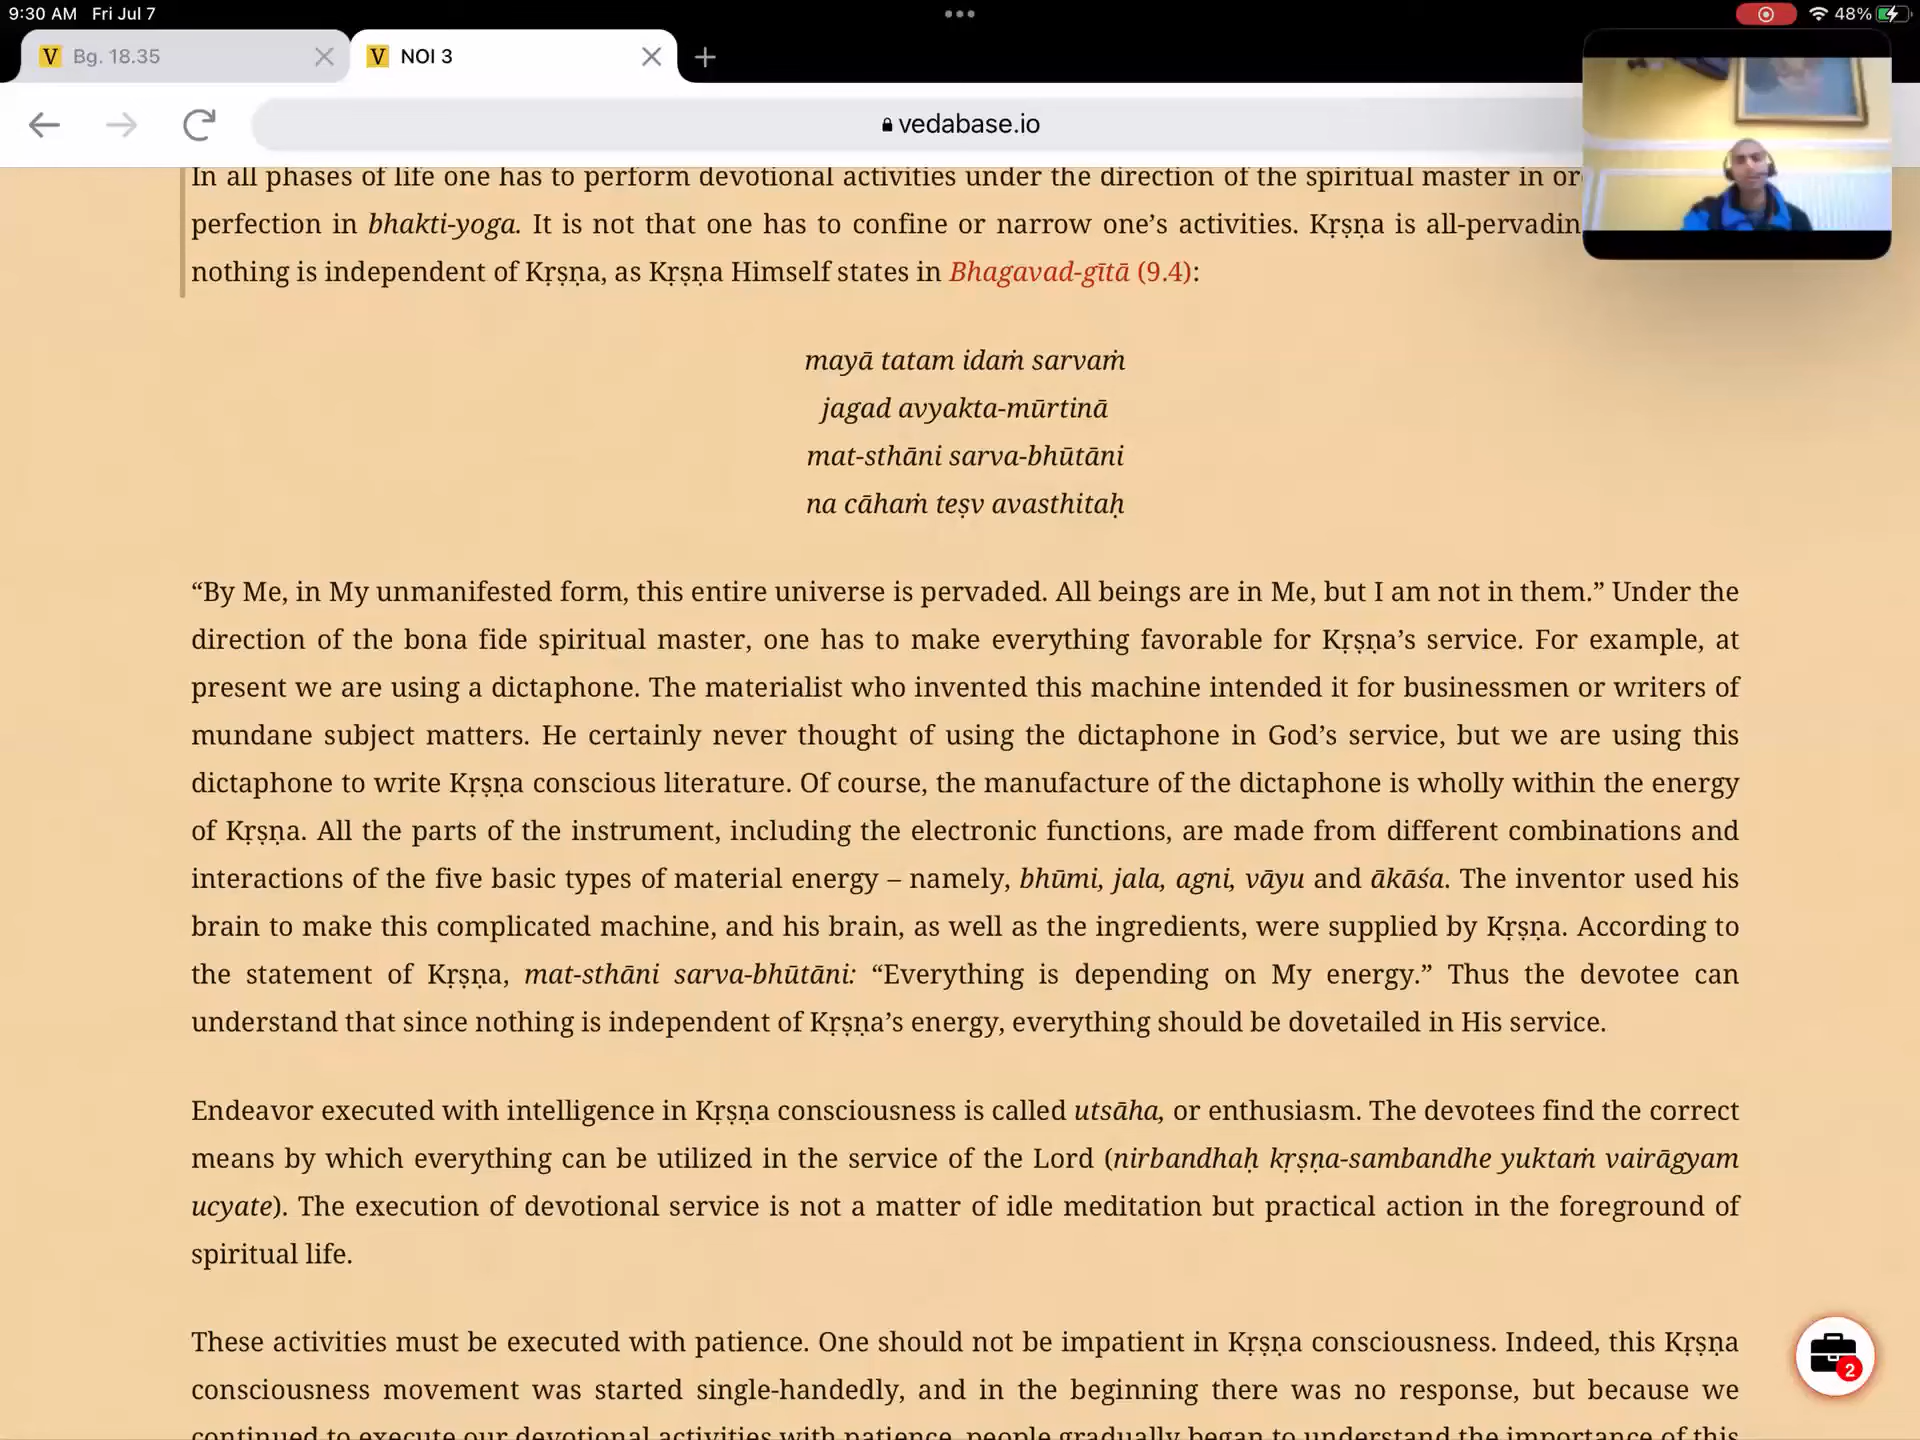 9:30 AM Fri Jul 7
48%
Bg. 18.35
NOI 3
vedabase.io
In all phases of life one has to perform devotional activities under the direction of the spiritual master in
perfection in bhakti-yoga. It is not that one has to confine or narrow one’s activities. Kṛṣṇa is
nothing is independent of Kṛṣṇa, as Kṛṣṇa Himself states in Bhagavad-gītā (9.4):
mayā tatam idaṁ sarvaṁ
jagad avyakta-mūrtinā
mat-sthāni sarva-bhūtāni
na cāhaṁ teṣv avasthitaḥ
“By Me, in My unmanifested form, this entire universe is pervaded. All beings are in Me, but I am not in them.” Under the
direction of the bona fide spiritual master, one has to make everything favorable for Kṛṣṇa’s service. For example, at
present we are using a dictaphone. The materialist who invented this machine intended it for businessmen or writers of
mundane subject matters. He certainly never thought of using the dictaphone in God’s service, but we are using this
dictaphone to write Kṛṣṇa conscious literature. Of course, the manufacture of the dictaphone is wholly within the energy
of Kṛṣṇa. All the parts of the instrument, including the electronic functions, are made from different combinations and
interactions of the five basic types of material energy – namely, bhūmi, jala, agni, vāyu and ākāśa. The inventor used his
brain to make this complicated machine, and his brain, as well as the ingredients, were supplied by Kṛṣṇa. According to
the statement of Kṛṣṇa, mat-sthāni sarva-bhūtāni: “Everything is depending on My energy.” Thus the devotee can
understand that since nothing is independent of Kṛṣṇa’s energy, everything should be dovetailed in His service.
Endeavor executed with intelligence in Kṛṣṇa consciousness is called utsāha, or enthusiasm. The devotees find the correct
means by which everything can be utilized in the service of the Lord (nirbandhaḥ kṛṣṇa-sambandhe yuktaṁ vairāgyam
ucyate). The execution of devotional service is not a matter of idle meditation but practical action in the foreground of
spiritual life.
These activities must be executed with patience. One should not be impatient in Kṛṣṇa consciousness. Indeed, this Kṛṣṇa
consciousness movement was started single-handedly, and in the beginning there was no response, but because we
continued to execute our devotional activities with patience, people gradually began to understand the importance of this
2